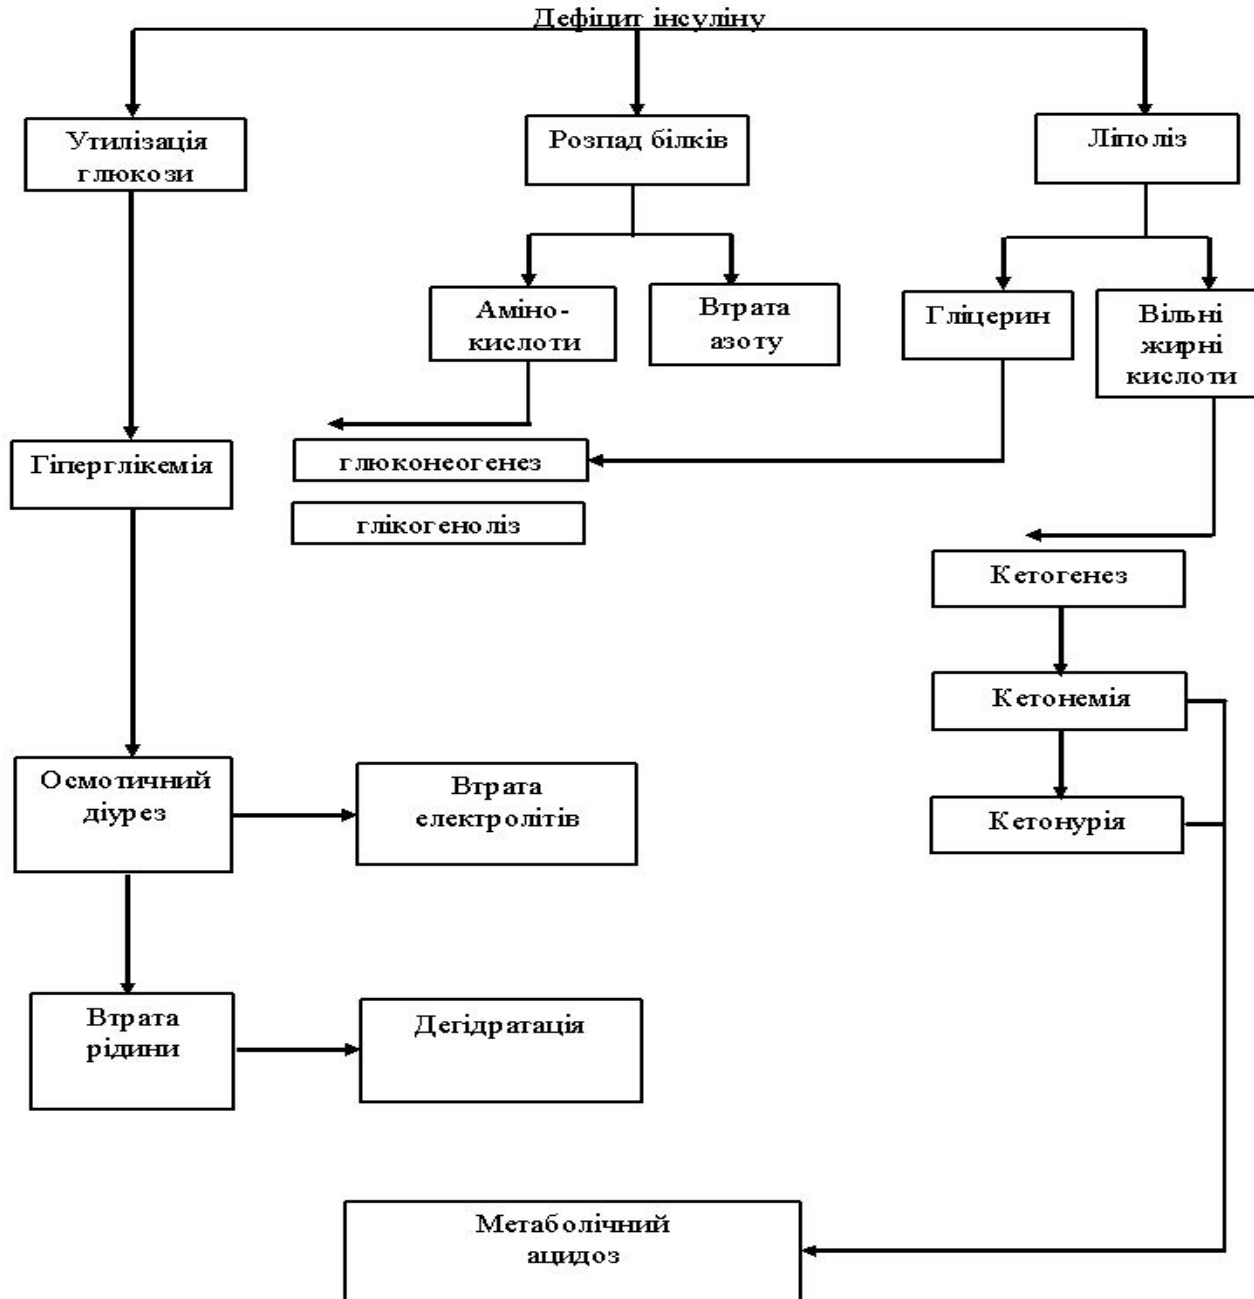 Дефіцит інсуліну
Утилізація
глюкози
Розпад білків
Ліполіз
Аміно-
кислоти
Втрата
азоту
Гліцерин
Вільні
жирні
кислоти
Гіперглікемія
глюконеогенез
глікогеноліз
Кетогенез
Кетонемія
Осмотичний
діурез
Втрата
електролітів
Кетонурія
Втрата
рідини
Дегідратація
Метаболічний
ацидоз